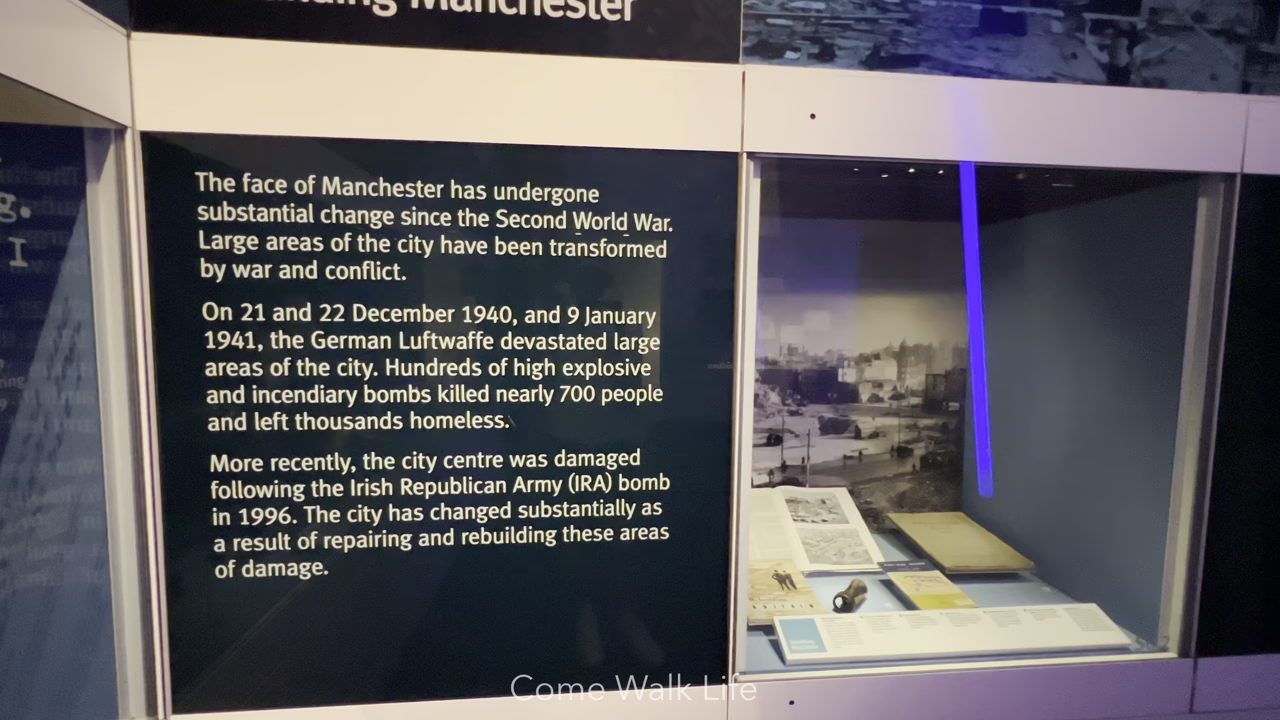 Manchester
The face of Manchester has undergone
substantial change since the Second World War.
Large areas of the city have been transformed
by war and conflict.
On 21 and 22 December 1940, and 9 January
1941, the German Luftwaffe devastated large
areas of the city. Hundreds of high explosive
and incendiary bombs killed nearly 700 people
and left thousands homeless.
More recently, the city centre was damaged
following the Irish Republican Army (IRA) bomb
in 1996. The city has changed substantially as
a result of repairing and rebuilding these areas
of damage.
g.
I
Come Walk Life